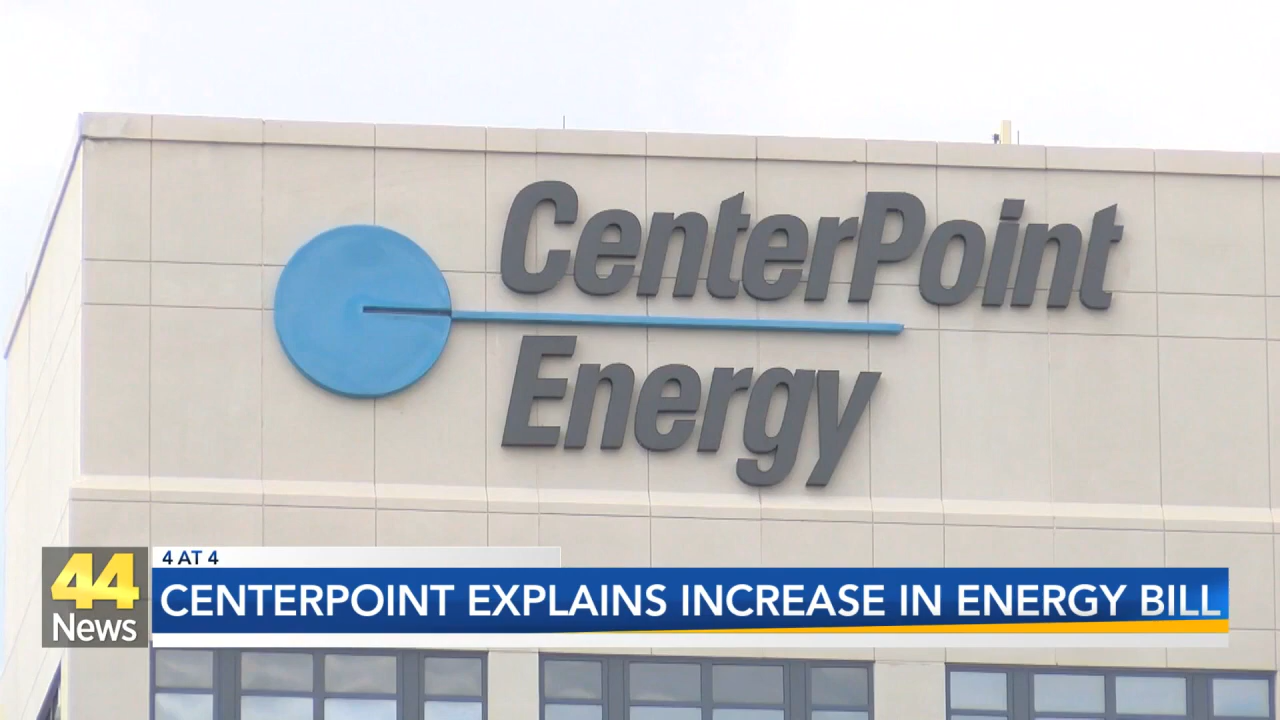 CenterPoint
Energy
4 AT 4
44
News
CENTERPOINT EXPLAINS INCREASE IN ENERGY BILL